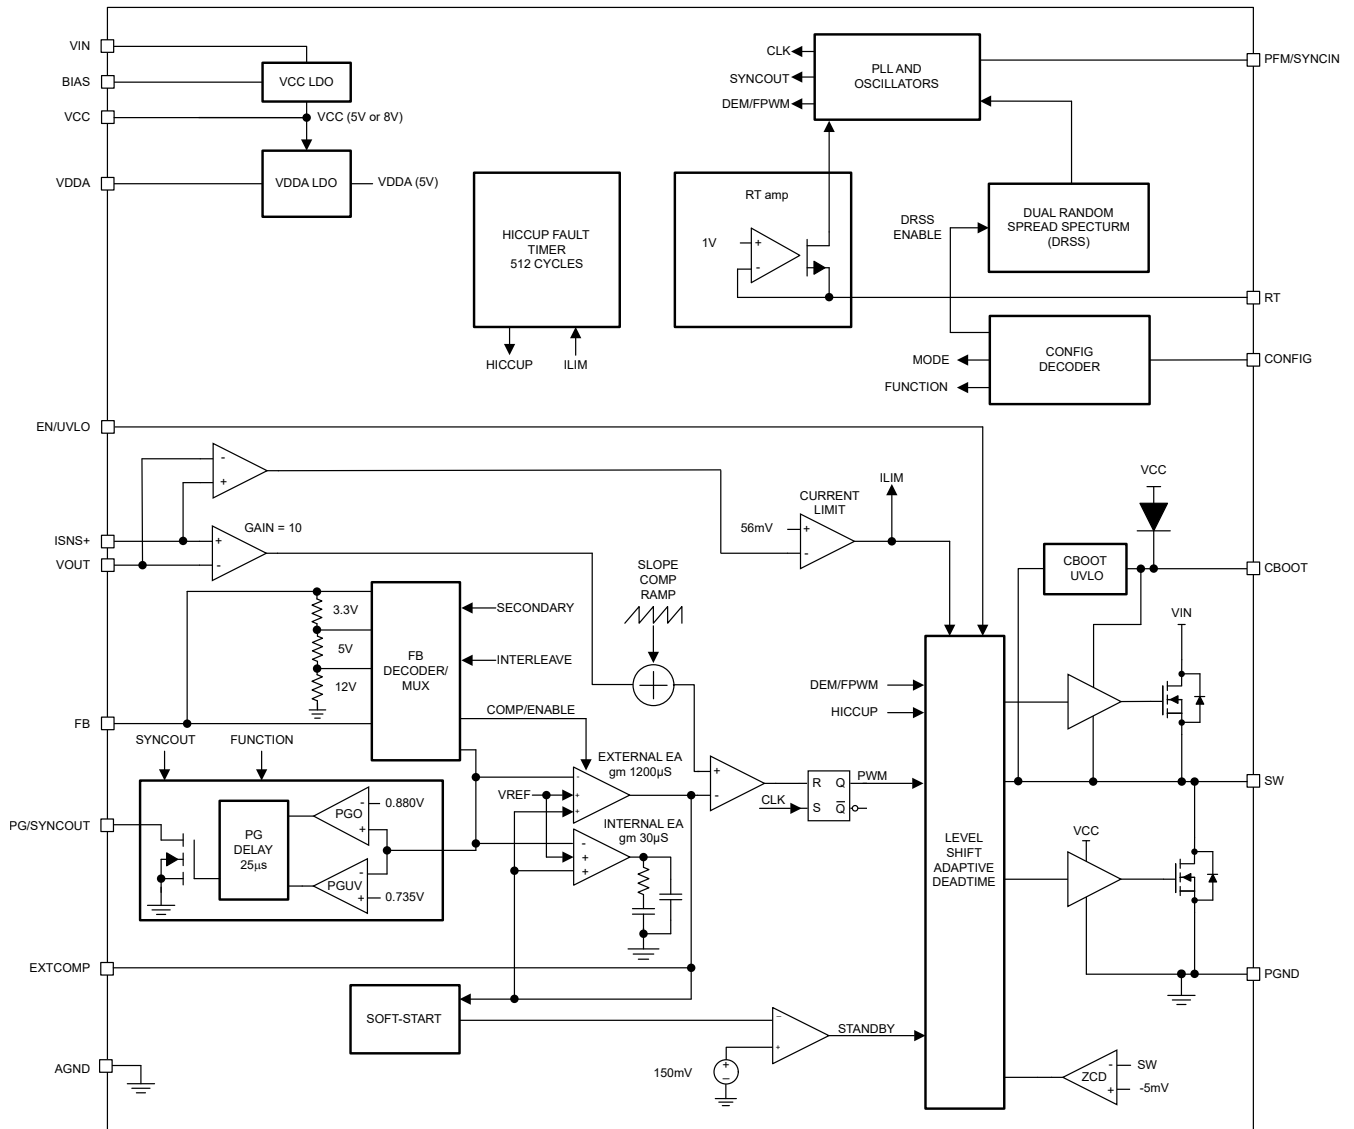 VIN
BIAS
VCC
VDDA
VCC LDO
VCC (5V or 8V)
VDDA LDO
VDDA (5V)
HICCUP FAULT
TIMER
512 CYCLES
HICCUP
ILIM
CLK
SYNCOUT
DEM/FPWM
PLL AND
OSCILLATORS
PFM/SYNCIN
RT amp
1V
+
-
DRSS
ENABLE
DUAL RANDOM
SPREAD SPECTURM
(DRSS)
RT
MODE
FUNCTION
CONFIG
DECODER
CONFIG
EN/UVLO
-
+
ISNS+
VOUT
+
-
GAIN = 10
56mV
+
-
CURRENT
LIMIT
ILIM
VCC
CBOOT
UVLO
CBOOT
VIN
3.3V
5V
12V
FB
DECODER/
MUX
SECONDARY
INTERLEAVE
COMP/ENABLE
SLOPE
COMP
RAMP
FB
SYNCOUT
FUNCTION
PG/SYNCOUT
PG
DELAY
25µs
PGO
-
+
0.880V
PGUV
-
+
0.735V
EXTERNAL EA
gm 1200µS
VREF
-
+
+
INTERNAL EA
gm 30µS
-
+
+
+
-
CLK
R
Q
S
Q
PWM
DEM/FPWM
HICCUP
LEVEL
SHIFT
ADAPTIVE
DEADTIME
SW
VCC
PGND
EXTCOMP
SOFT-START
−
+
STANDBY
150mV
+
−
ZCD
-
+
SW
-5mV
AGND